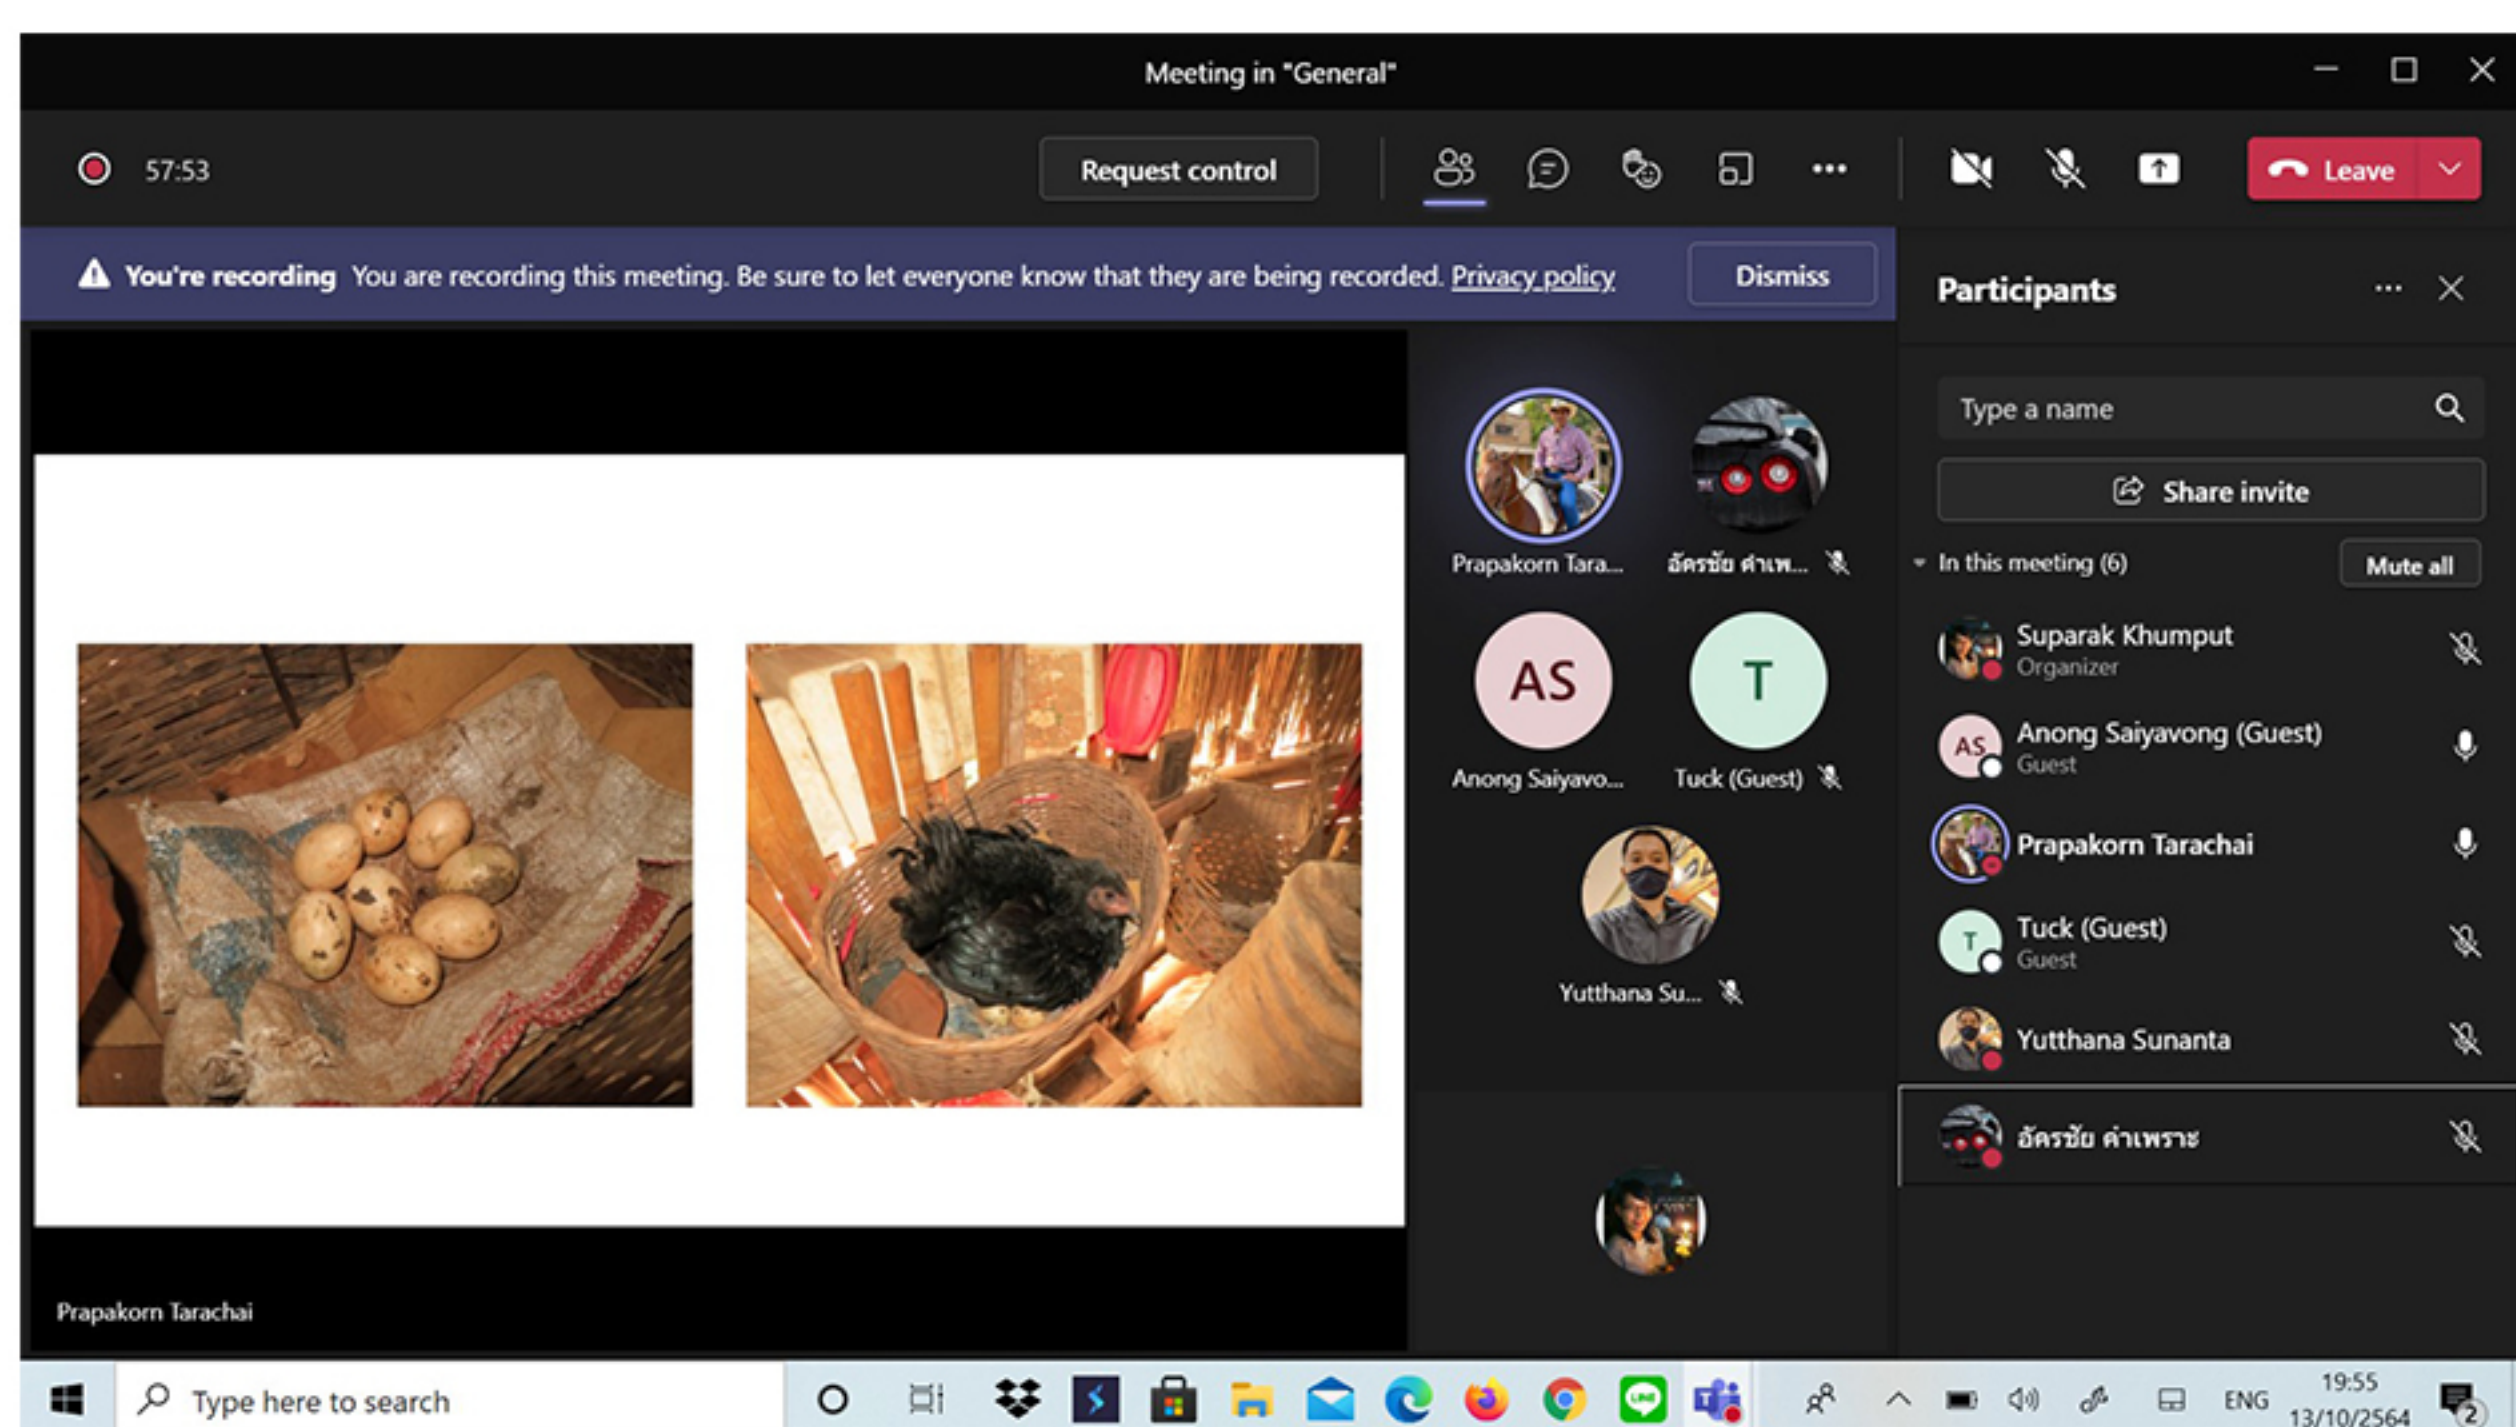 Meeting in "General"
57:53
Request control
Leave
You're recording You are recording this meeting. Be sure to let everyone know that they are being recorded. Privacy policy
Dismiss
Participants
Type a name
Share invite
In this meeting (6)
Mute all
Prapakorn Tara...
อัครชัย คำเพ...
AS
T
Anong Saiyavo...
Tuck (Guest)
Yutthana Su...
Suparak Khumput
Organizer
AS
Anong Saiyavong (Guest)
Guest
Prapakorn Tarachai
T
Tuck (Guest)
Guest
Yutthana Sunanta
อัครชัย คำเพราะ
Prapakorn Tarachai
Type here to search
LINE
ENG
19:55
13/10/2564
2